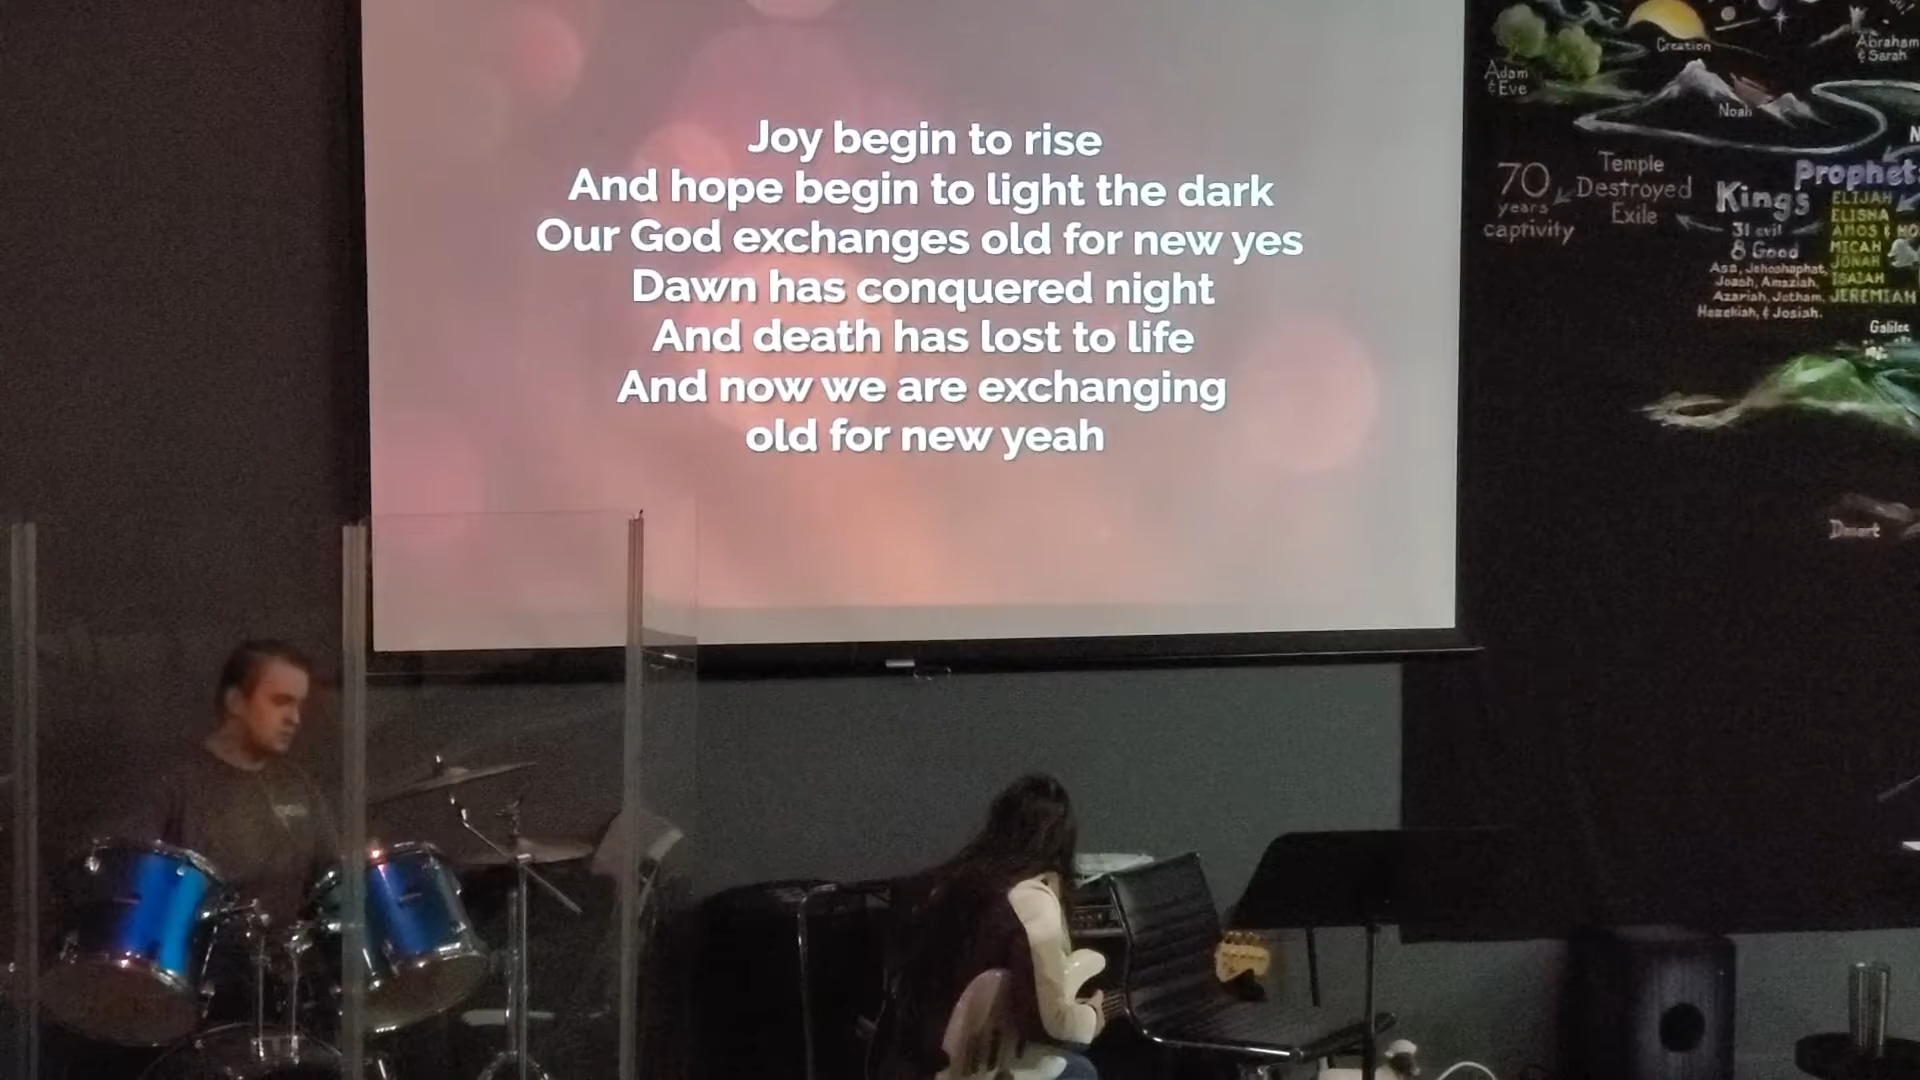 Joy begin to rise
And hope begin to light the dark
Our God exchanges old for new yes
Dawn has conquered night
And death has lost to life
And now we are exchanging
old for new yeah
Creation
Abraham
& Sarah
Adam
& Eve
Noah
70
years
captivity
Temple
Destroyed
Exile
Kings
31 evil
8 Good
Asa, Jehoshaphat,
Joash, Amaziah,
Azariah, Jotham,
Hezekiah, & Josiah.
Prophets
ELIJAH
ELISHA
AMOS &
MICAH
JONAH
ISAIAH
JEREMIAH
Galilee
Desert